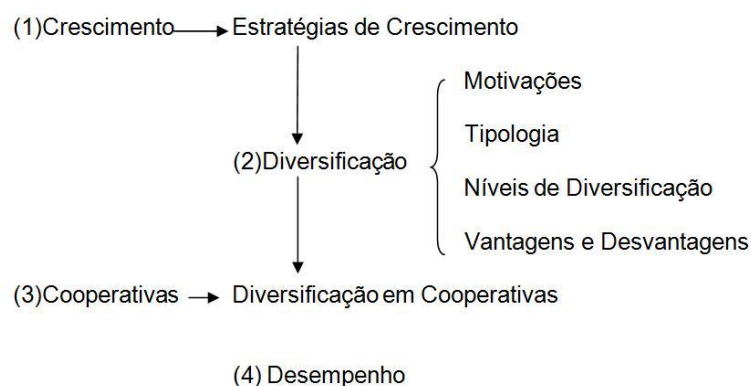 (1)Crescimento Estratégias de Crescimento
Motivações
Tipologia
(2)Diversificação
Níveis de Diversificação
Vantagens e Desvantagens
(3)Cooperativas Diversificação em Cooperativas
(4) Desempenho